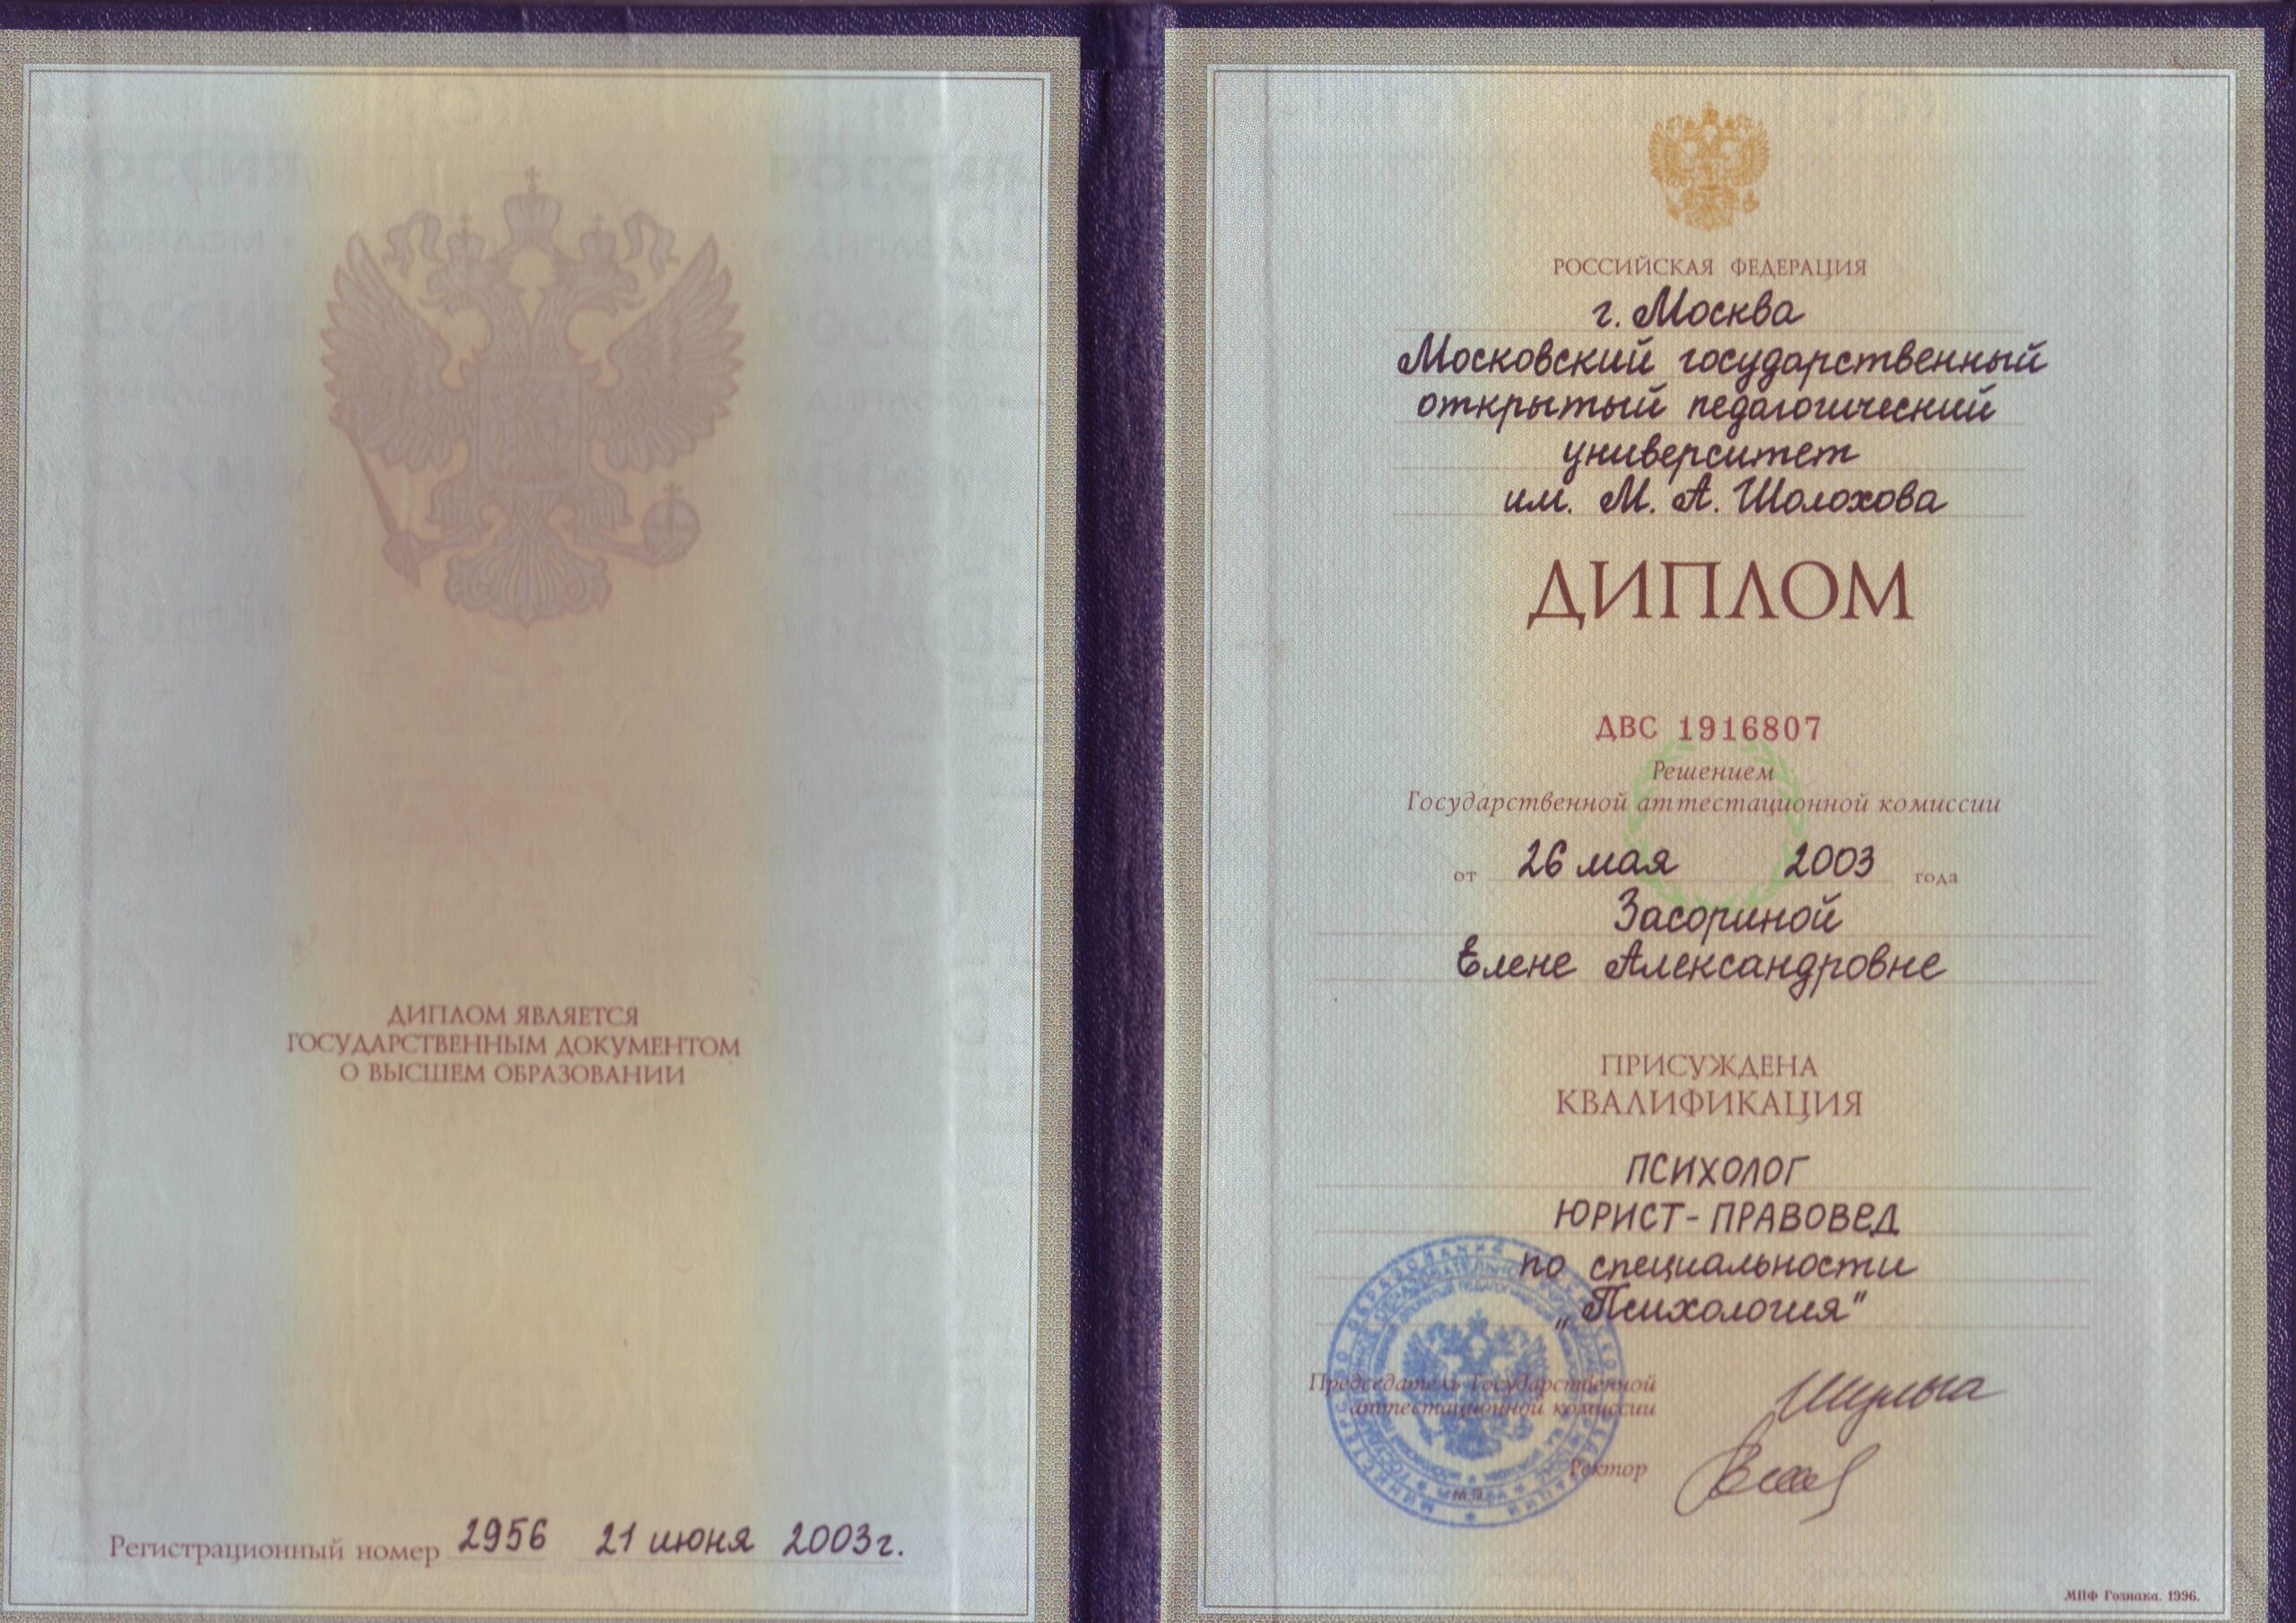 ДИПЛОМ ЯВЛЯЕТСЯ
ГОСУДАРСТВЕННЫМ ДОКУМЕНТОМ
О ВЫСШЕМ ОБРАЗОВАНИИ
Регистрационный номер 2956 21 июня 2003г.
РОССИЙСКАЯ ФЕДЕРАЦИЯ
г. Москва
Московский государственный
открытый педагогический
университет
им. М. А. Шолохова
ДИПЛОМ
ДВС 1916807
Решением
Государственной аттестационной комиссии
от 26 мая 2003 года
Засориной
Елене Александровне
ПРИСУЖДЕНА
КВАЛИФИКАЦИЯ
ПСИХОЛОГ
ЮРИСТ-ПРАВОВЕД
по специальности
„Психология"
Председатель Государственной
аттестационной комиссии
Ректор
М.П.
МПФ Гознака. 1996.